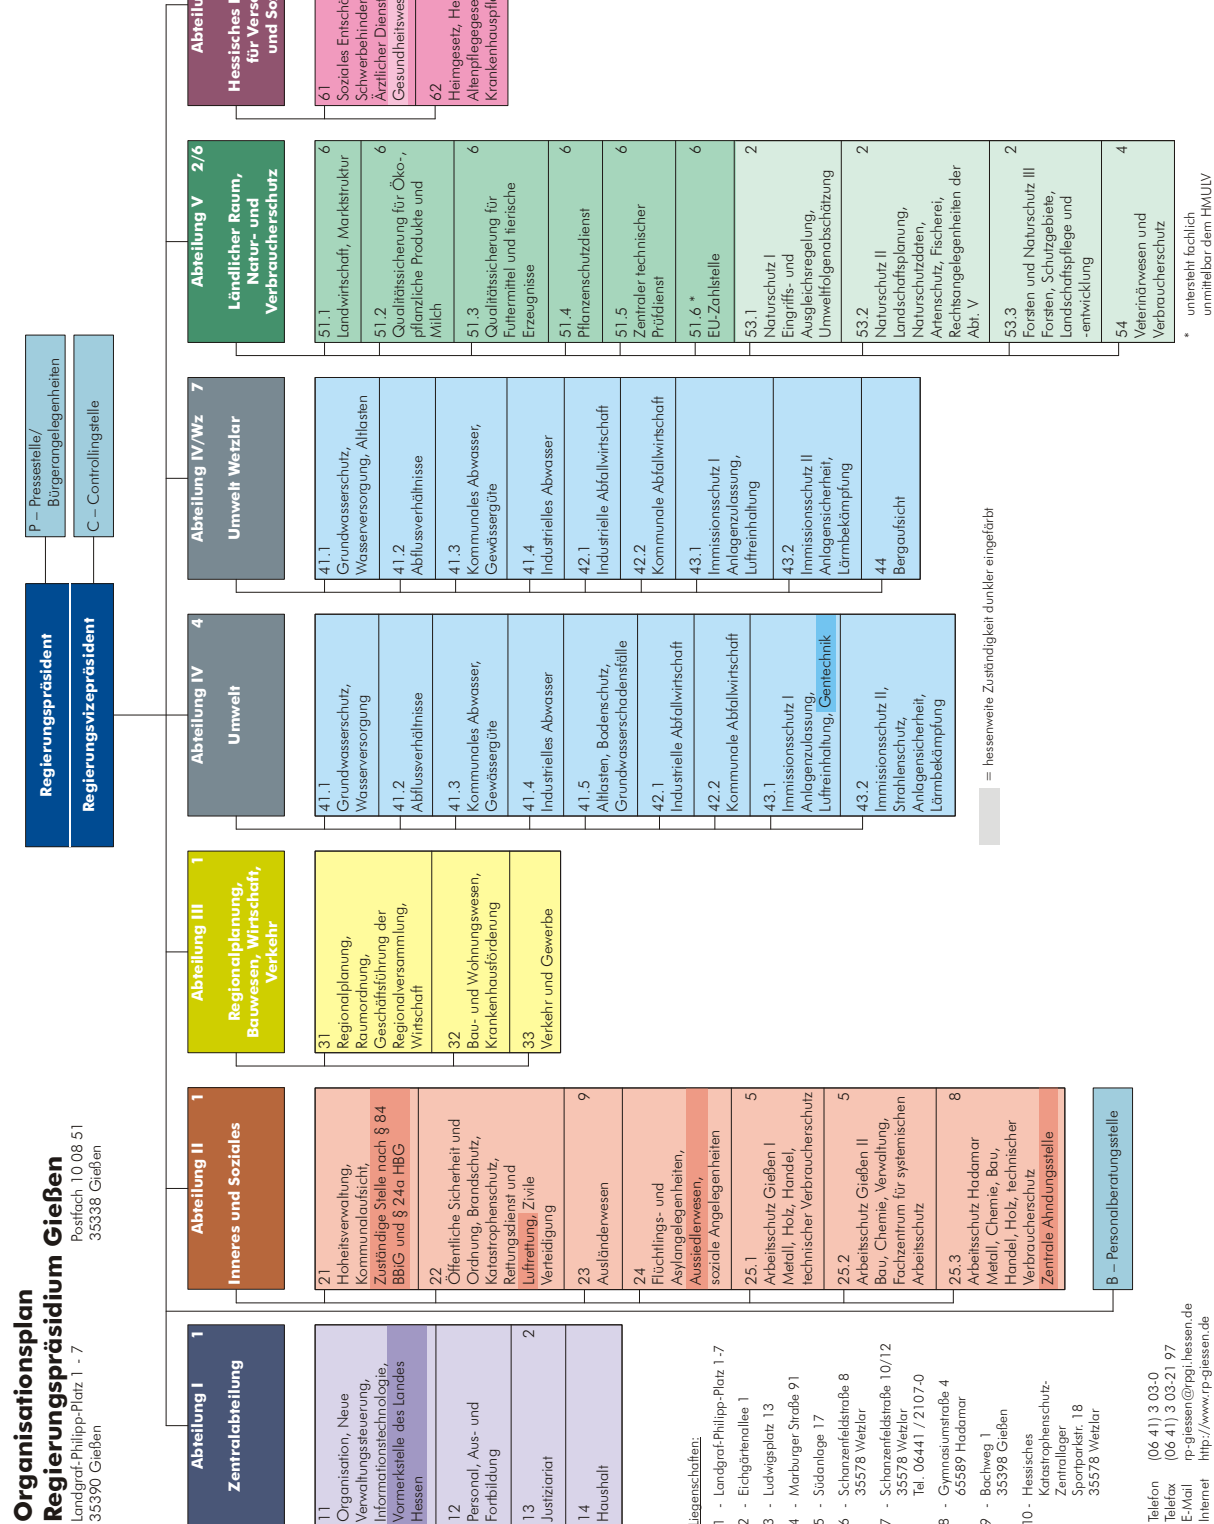 Organisationsplan
Regierungspräsidium Gießen
Landgraf-Philipp-Platz 1 - 7
35390 Gießen
Postfach 10 08 51
35338 Gießen
Regierungspräsident
Regierungsvizepräsident
P – Pressestelle/
Bürgerangelegenheiten
C – Controllingstelle
Abteilung I 1
Zentralabteilung
11
Organisation, Neue
Verwaltungssteuerung,
Informationstechnologie,
Vormerkstelle des Landes
Hessen
12
Personal, Aus- und
Fortbildung
13 2
Justiziariat
14
Haushalt
Abteilung II 1
Inneres und Soziales
21
Hoheitsverwaltung,
Kommunalaufsicht,
Zuständige Stelle nach § 84
BBiG und § 24a HBG
22
Öffentliche Sicherheit und
Ordnung, Brandschutz,
Katastrophenschutz,
Rettungsdienst und
Luftrettung, Zivile
Verteidigung
23 9
Ausländerwesen
24
Flüchtlings- und
Asylangelegenheiten,
Aussiedlerwesen,
soziale Angelegenheiten
25.1 5
Arbeitsschutz Gießen I
Metall, Holz, Handel,
technischer Verbraucherschutz
25.2 5
Arbeitsschutz Gießen II
Bau, Chemie, Verwaltung,
Fachzentrum für systemischen
Arbeitsschutz
25.3 8
Arbeitsschutz Hadamar
Metall, Chemie, Bau,
Handel, Holz, technischer
Verbraucherschutz
Zentrale Ahndungsstelle
B – Personalberatungsstelle
Abteilung III 1
Regionalplanung,
Bauwesen, Wirtschaft,
Verkehr
31
Regionalplanung,
Raumordnung,
Geschäftsführung der
Regionalversammlung,
Wirtschaft
32
Bau- und Wohnungswesen,
Krankenhausförderung
33
Verkehr und Gewerbe
Abteilung IV 4
Umwelt
41.1
Grundwasserschutz,
Wasserversorgung
41.2
Abflussverhältnisse
41.3
Kommunales Abwasser,
Gewässergüte
41.4
Industrielles Abwasser
41.5
Altlasten, Bodenschutz,
Grundwasserschadensfälle
42.1
Industrielle Abfallwirtschaft
42.2
Kommunale Abfallwirtschaft
43.1
Immissionsschutz I
Anlagenzulassung,
Luftreinhaltung, Gentechnik
43.2
Immissionsschutz II,
Strahlenschutz,
Anlagensicherheit,
Lärmbekämpfung
Abteilung IV/Wz 7
Umwelt Wetzlar
41.1
Grundwasserschutz,
Wasserversorgung, Altlasten
41.2
Abflussverhältnisse
41.3
Kommunales Abwasser,
Gewässergüte
41.4
Industrielles Abwasser
42.1
Industrielle Abfallwirtschaft
42.2
Kommunale Abfallwirtschaft
43.1
Immissionsschutz I
Anlagenzulassung,
Luftreinhaltung
43.2
Immissionsschutz II
Anlagensicherheit,
Lärmbekämpfung
44
Bergaufsicht
Abteilung V 2/6
Ländlicher Raum,
Natur- und
Verbraucherschutz
51.1 6
Landwirtschaft, Marktstruktur
51.2 6
Qualitätssicherung für Öko-,
pflanzliche Produkte und
Milch
51.3 6
Qualitätssicherung für
Futtermittel und tierische
Erzeugnisse
51.4 6
Pflanzenschutzdienst
51.5 6
Zentraler technischer
Prüfdienst
51.6 * 6
EU-Zahlstelle
53.1 2
Naturschutz I
Eingriffs- und
Ausgleichsregelung,
Umweltfolgenabschätzung
53.2 2
Naturschutz II
Landschaftsplanung,
Naturschutzdaten,
Artenschutz, Fischerei,
Rechtsangelegenheiten der
Abt. V
53.3 2
Forsten und Naturschutz III
Forsten, Schutzgebiete,
Landschaftspflege und
-entwicklung
54 4
Veterinärwesen und
Verbraucherschutz
* untersteht fachlich
unmittelbar dem HMULV
Hessisches
für
61
Soziales
62
Heimgesetz,
= hessenweite Zuständigkeit dunkler eingefärbt
Liegenschaften:
1 - Landgraf-Philipp-Platz 1-7
2 - Eichgärtenallee 1
3 - Ludwigsplatz 13
4 - Marburger Straße 91
5 - Südanlage 17
6 - Schanzenfeldstraße 8
35578 Wetzlar
7 - Schanzenfeldstraße 10/12
35578 Wetzlar
Tel. 06441 / 2107-0
8 - Gymnasiumstraße 4
65589 Hadamar
9 - Bachweg 1
35398 Gießen
10 - Hessisches
Katastrophenschutz-
Zentrallager
Sportparkstr. 18
35578 Wetzlar
Telefon (06 41) 3 03-0
Telefax (06 41) 3 03-21 97
E-Mail rp-giessen@rpgi.hessen.de
Internet http://www.rp-giessen.de